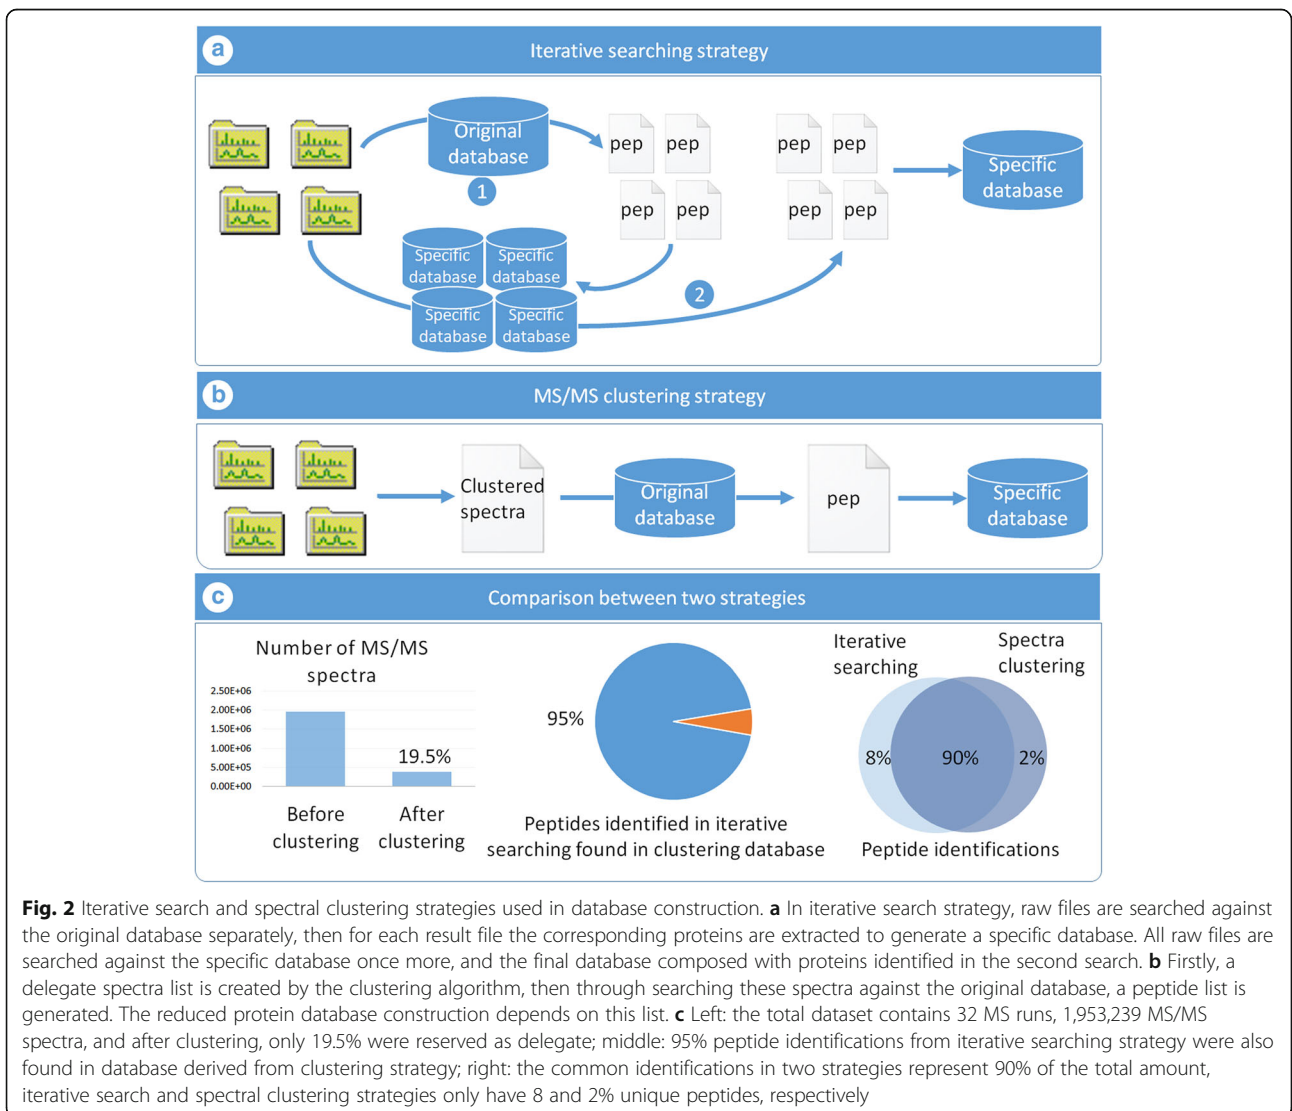 a
Iterative searching strategy
Original
database
1
pep
pep
pep
pep
pep
pep
pep
pep
Specific
database
Specific
database
Specific
database
Specific
database
Specific
database
2
b
MS/MS clustering strategy
Clustered
spectra
Original
database
pep
Specific
database
c
Comparison between two strategies
Number of MS/MS
spectra
2.50E+06
2.00E+06
1.50E+06
1.00E+06
5.00E+05
0.00E+00
19.5%
Before
clustering
After
clustering
95%
Peptides identified in iterative
searching found in clustering database
Iterative
searching
Spectra
clustering
8%
90%
2%
Peptide identifications
Fig. 2 Iterative search and spectral clustering strategies used in database construction. a In iterative search strategy, raw files are searched against
the original database separately, then for each result file the corresponding proteins are extracted to generate a specific database. All raw files are
searched against the specific database once more, and the final database composed with proteins identified in the second search. b Firstly, a
delegate spectra list is created by the clustering algorithm, then through searching these spectra against the original database, a peptide list is
generated. The reduced protein database construction depends on this list. c Left: the total dataset contains 32 MS runs, 1,953,239 MS/MS
spectra, and after clustering, only 19.5% were reserved as delegate; middle: 95% peptide identifications from iterative searching strategy were also
found in database derived from clustering strategy; right: the common identifications in two strategies represent 90% of the total amount,
iterative search and spectral clustering strategies only have 8 and 2% unique peptides, respectively